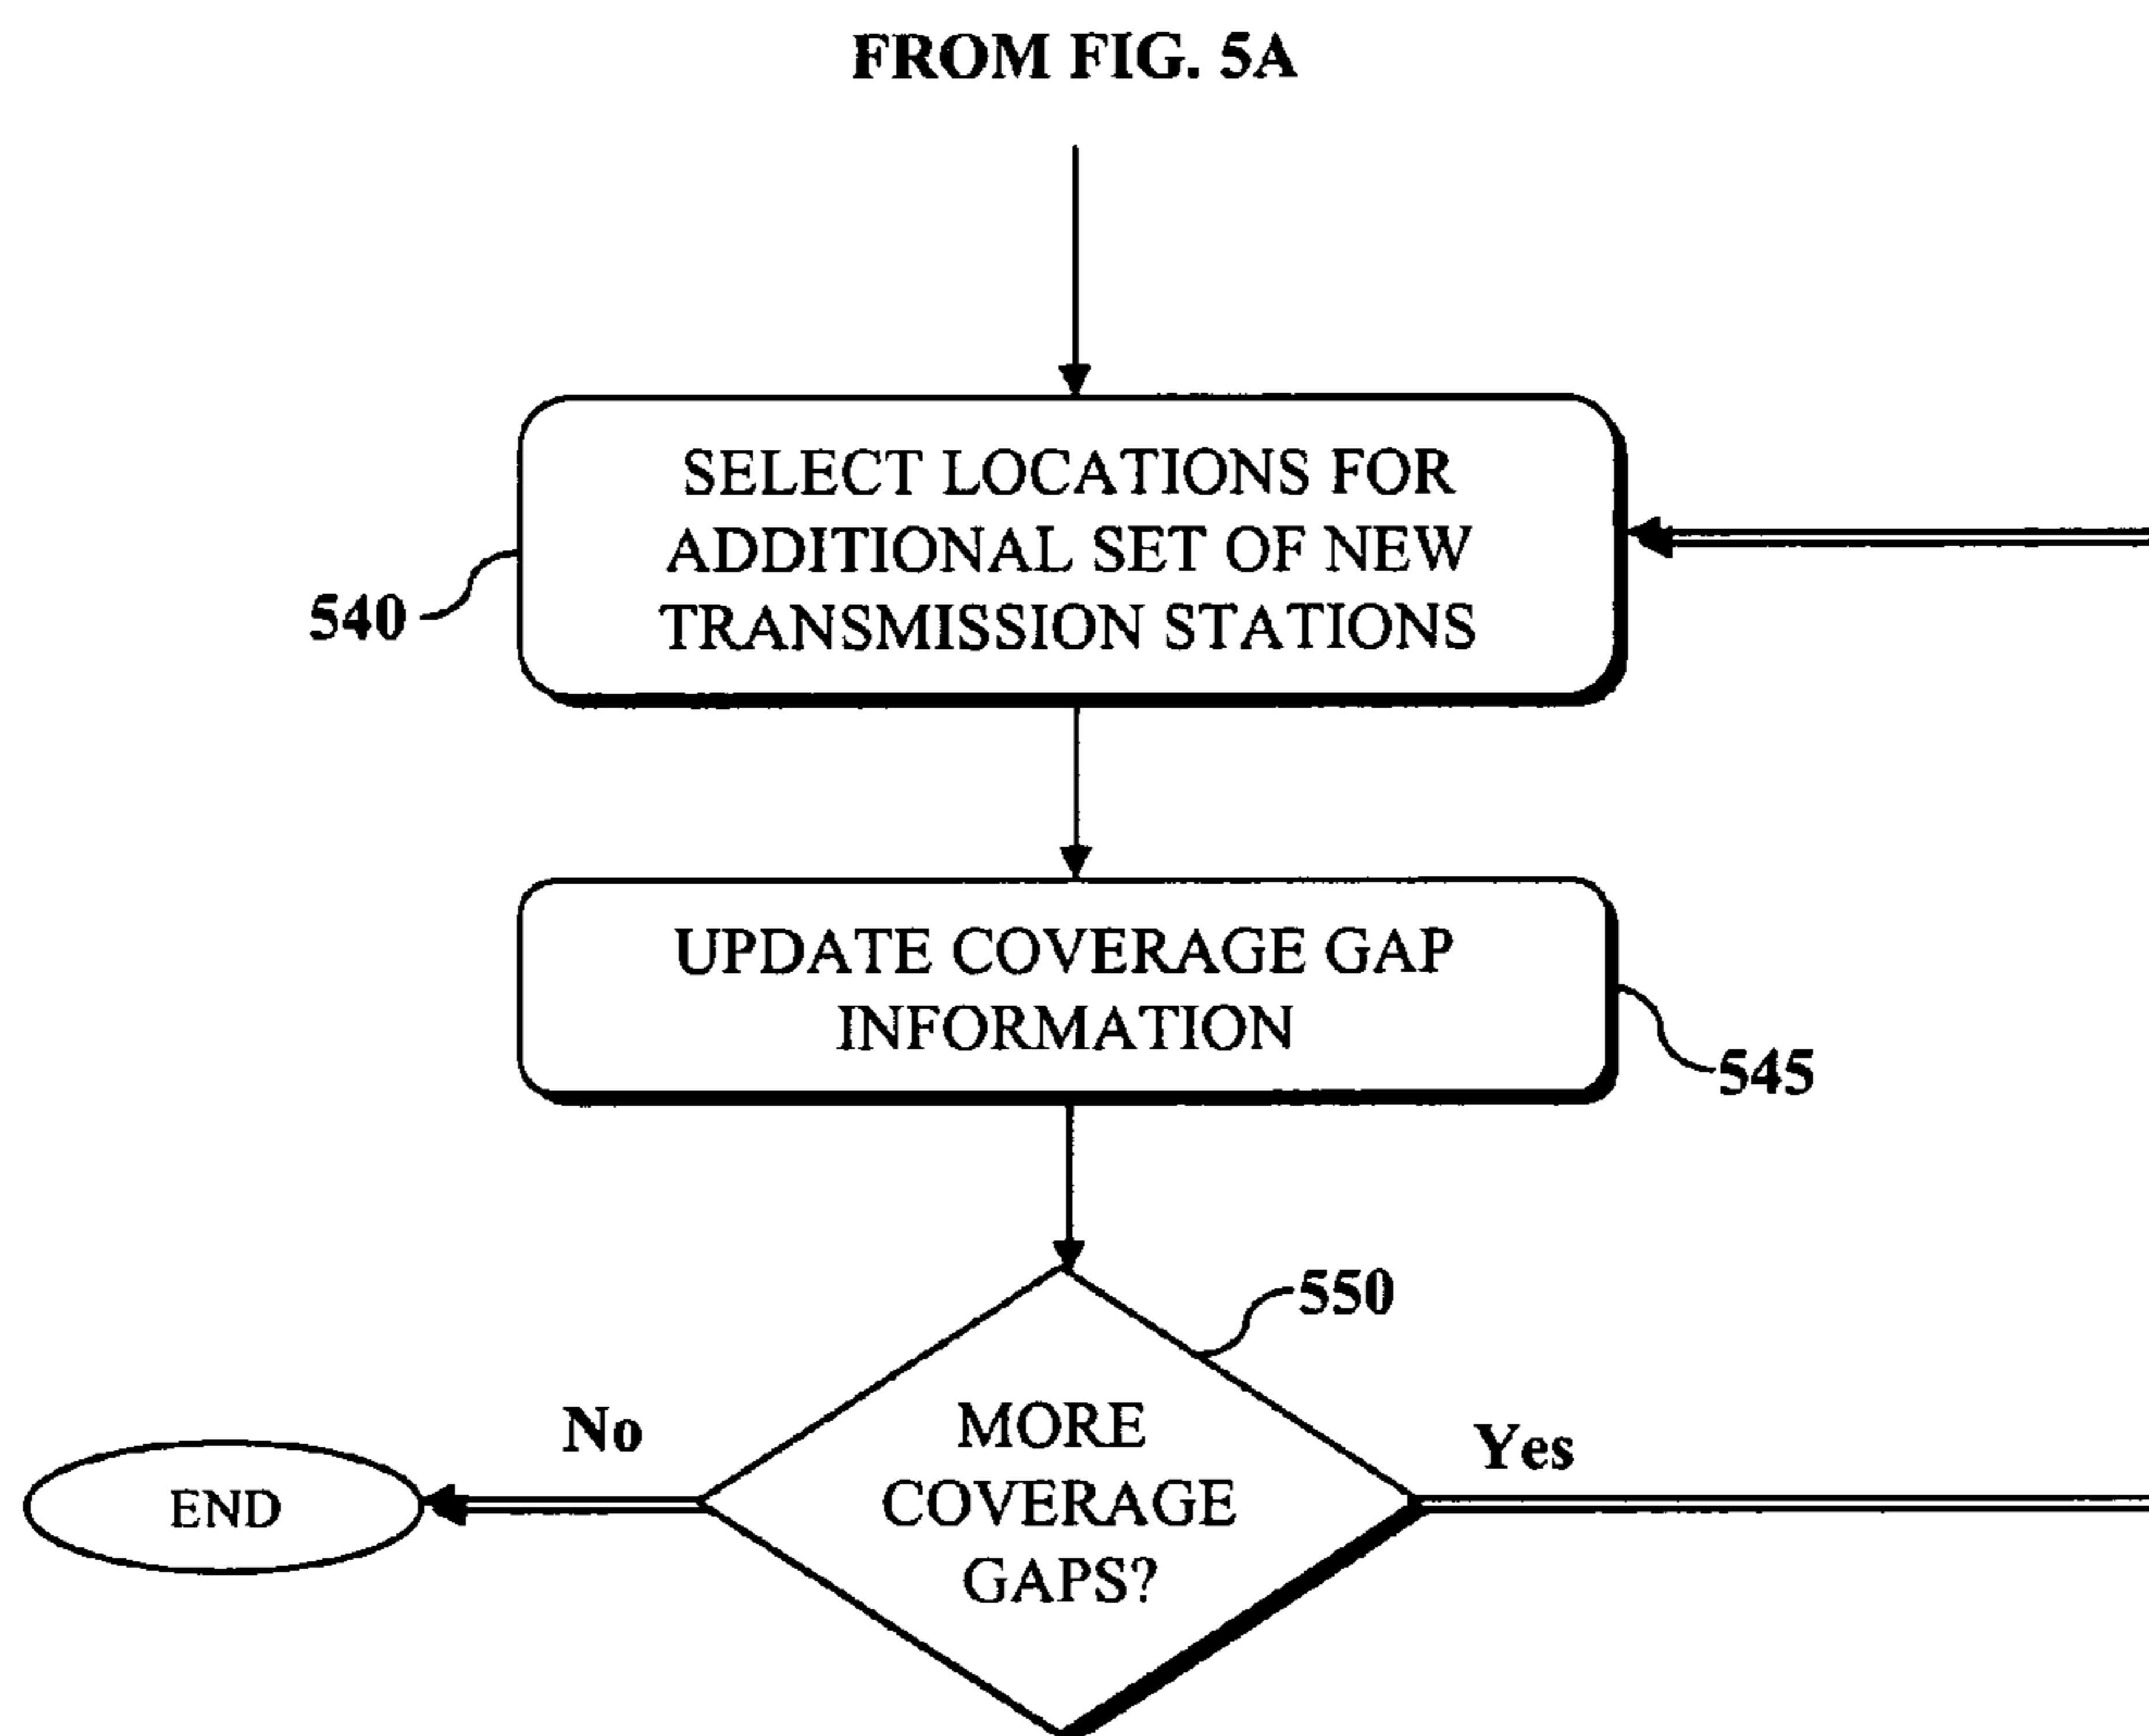 FROM FIG. 5A
SELECT LOCATIONS FOR
ADDITIONAL SET OF NEW
TRANSMISSION STATIONS
540
UPDATE COVERAGE GAP
INFORMATION
545
550
MORE
COVERAGE
GAPS?
No
Yes
END